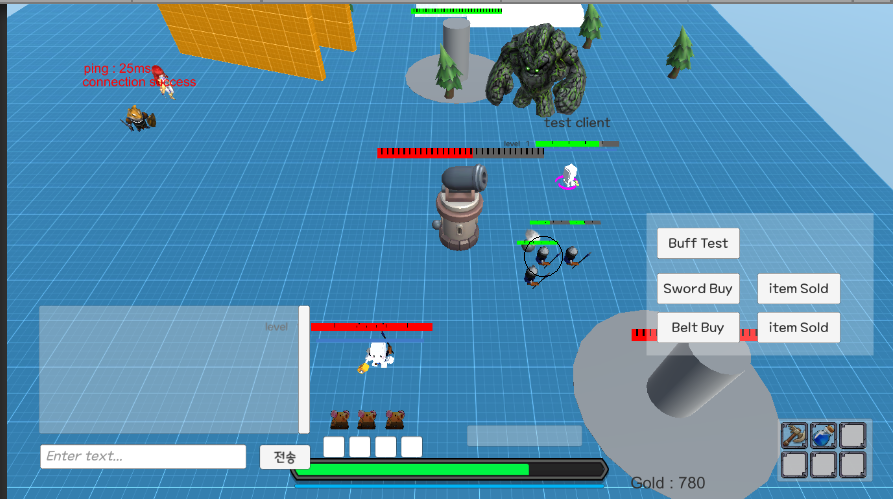 ping : 25ms
connection success
test client
level 1
Buff Test
Sword Buy
item Sold
Belt Buy
item Sold
level
Enter text...
전송
Gold : 780